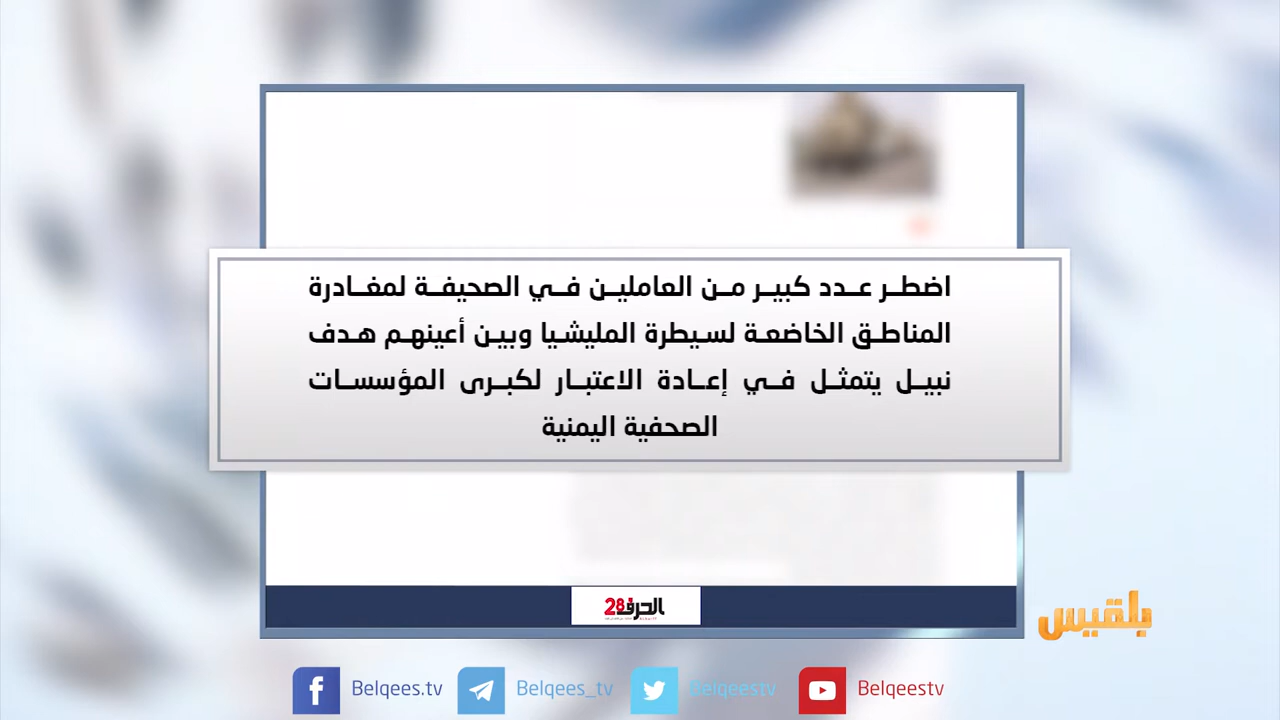 اضطر عدد كبير من العاملين في الصحيفة لمغادرة
المناطق الخاضعة لسيطرة المليشيا وبين أعينهم هدف
نبيل يتمثل في إعادة الاعتبار لكبرى المؤسسات
الصحفية اليمنية
الحرف28
بلقيس
Belqees.tv
Belqees_tv
Belqeestv
Belqeestv